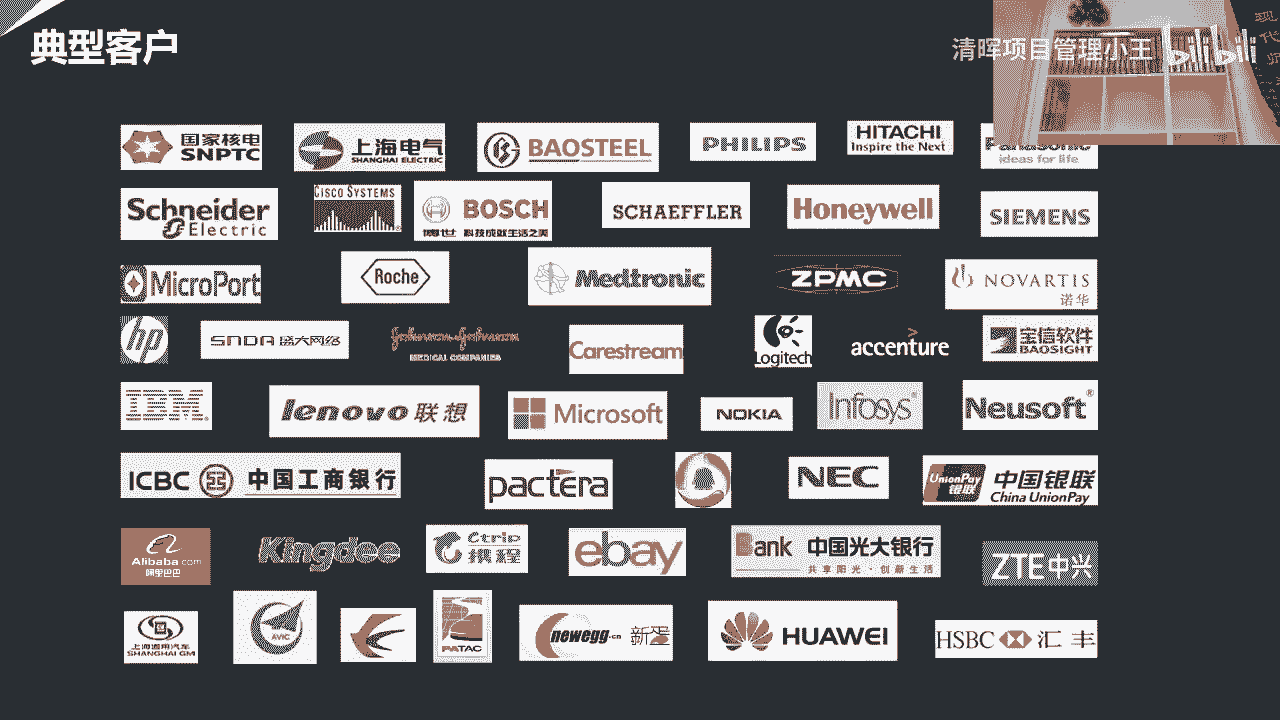 典型客户
清晖项目管理小王 bilibili
国家核电
SNPTC
上海电气
SHANGHAI ELECTRIC
BAOSTEEL
PHILIPS
HITACHI
Inspire the Next
Panasonic
ideas for life
Schneider
Electric
CISCO SYSTEMS
BOSCH
博世 科技成就生活之美
SCHAEFFLER
Honeywell
SIEMENS
MicroPort
Roche
Medtronic
ZPMC
NOVARTIS
诺华
hp
SNDA 盛大网络
Johnson & Johnson
MEDICAL COMPANIES
Carestream
Logitech
accenture
宝信软件
BAOSIGHT
IBM
lenovo 联想
Microsoft
NOKIA
Infosys
Neusoft
ICBC 中国工商银行
pactera
NEC
UnionPay
银联
中国银联
China UnionPay
Alibaba.com
阿里巴巴
Kingdee
Ctrip
携程
ebay
Bank 中国光大银行
共享阳光·创新生活
ZTE中兴
上海通用汽车
SHANGHAI GM
AVIC
PATAC
newegg.cn 新蛋
HUAWEI
HSBC 汇丰